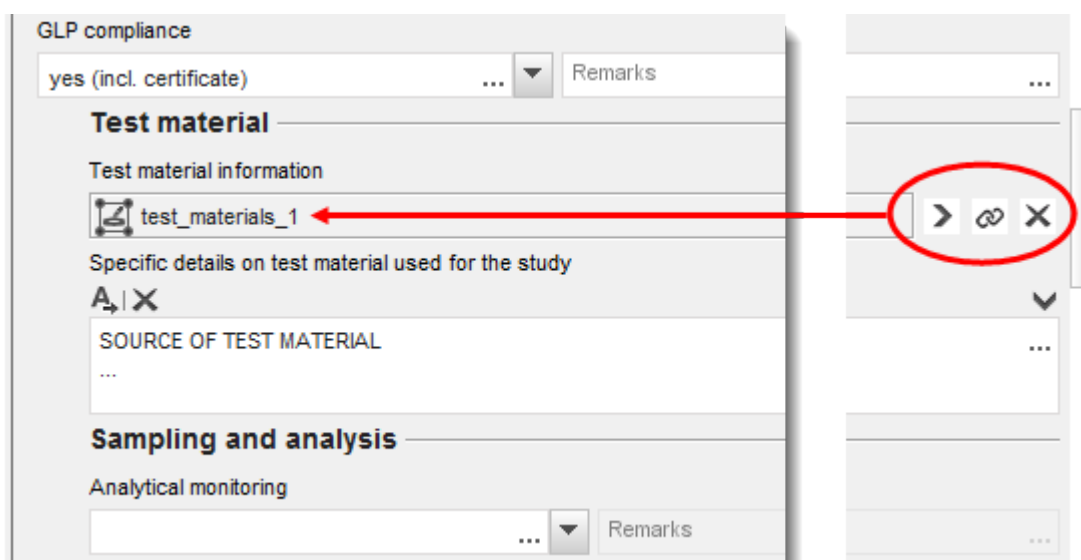 GLP compliance
yes (incl. certificate) ... Remarks ...
Test material
Test material information
test_materials_1
Specific details on test material used for the study
A
SOURCE OF TEST MATERIAL ...
...
Sampling and analysis
Analytical monitoring
... Remarks ...